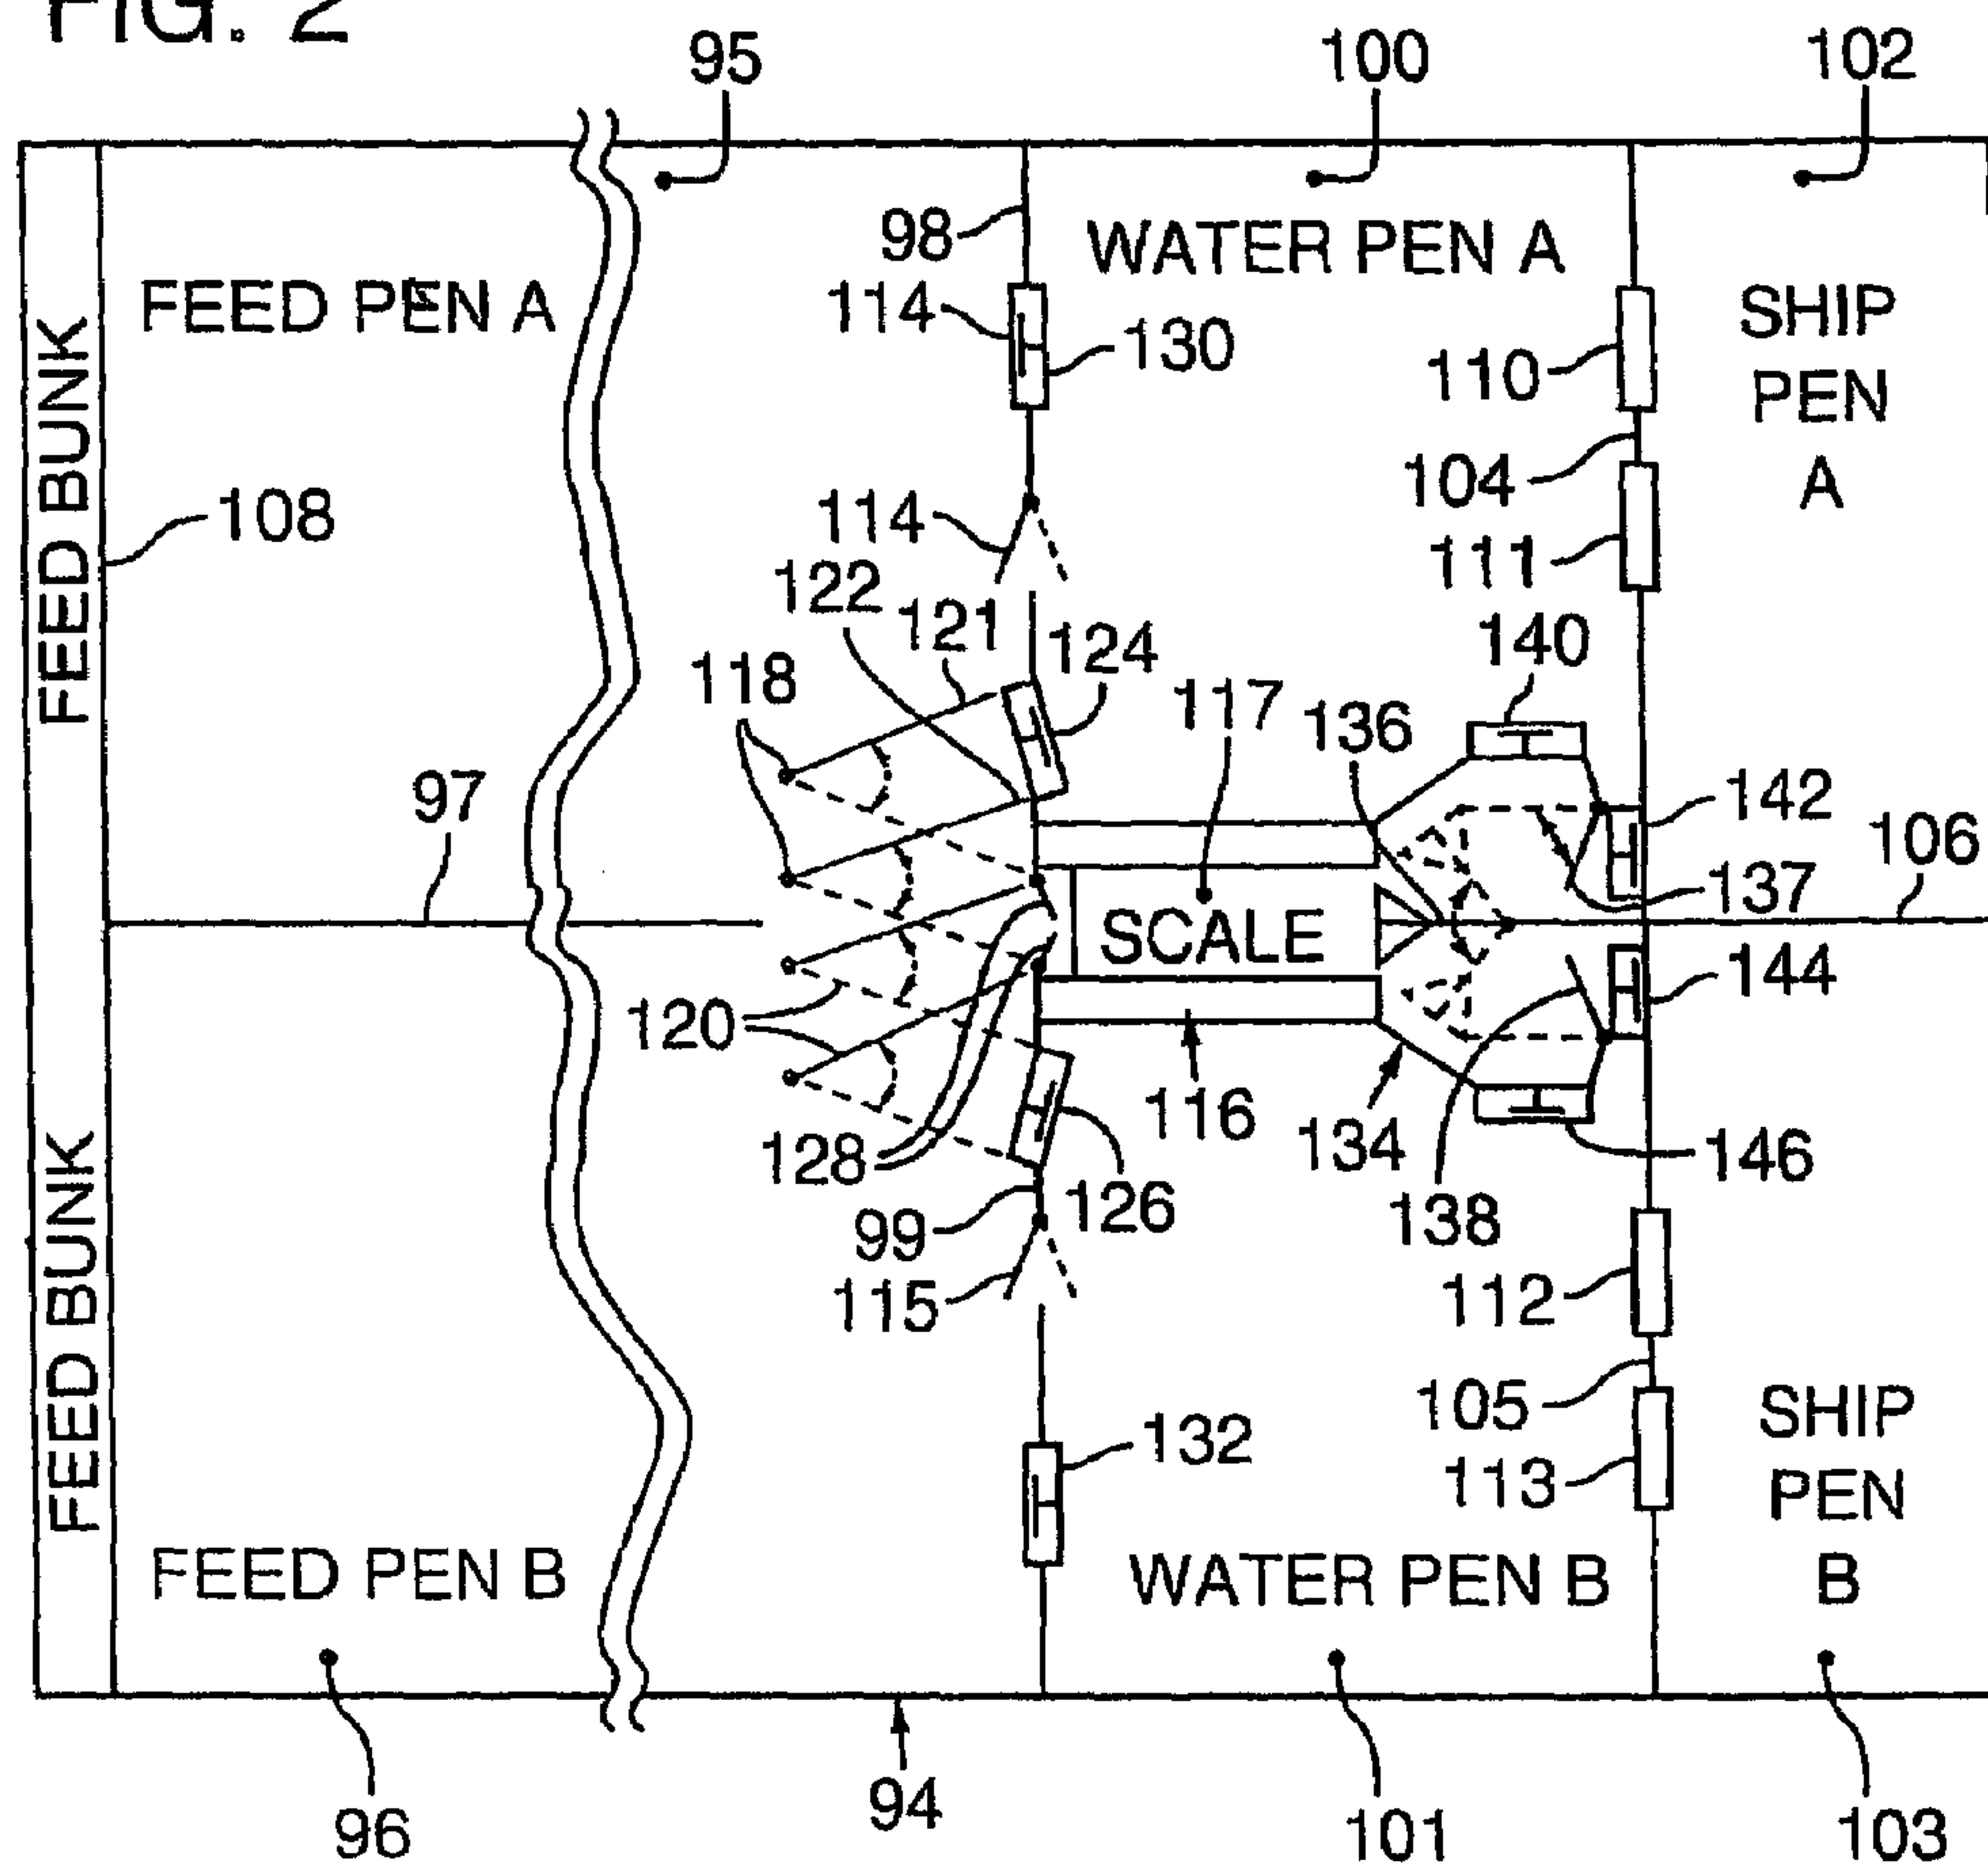 FIG. 2
95
100
102
98
WATER PEN A
114
FEED PEN A
130
SHIP
PEN
A
110
FEED BUNK
104
108
114
111
122
121
140
124
118
117
136
97
142
106
137
SCALE
144
120
116
134
146
128
138
126
99
112
115
FEED BUNK
105
132
SHIP
PEN
B
113
FEED PEN B
WATER PEN B
94
96
101
103